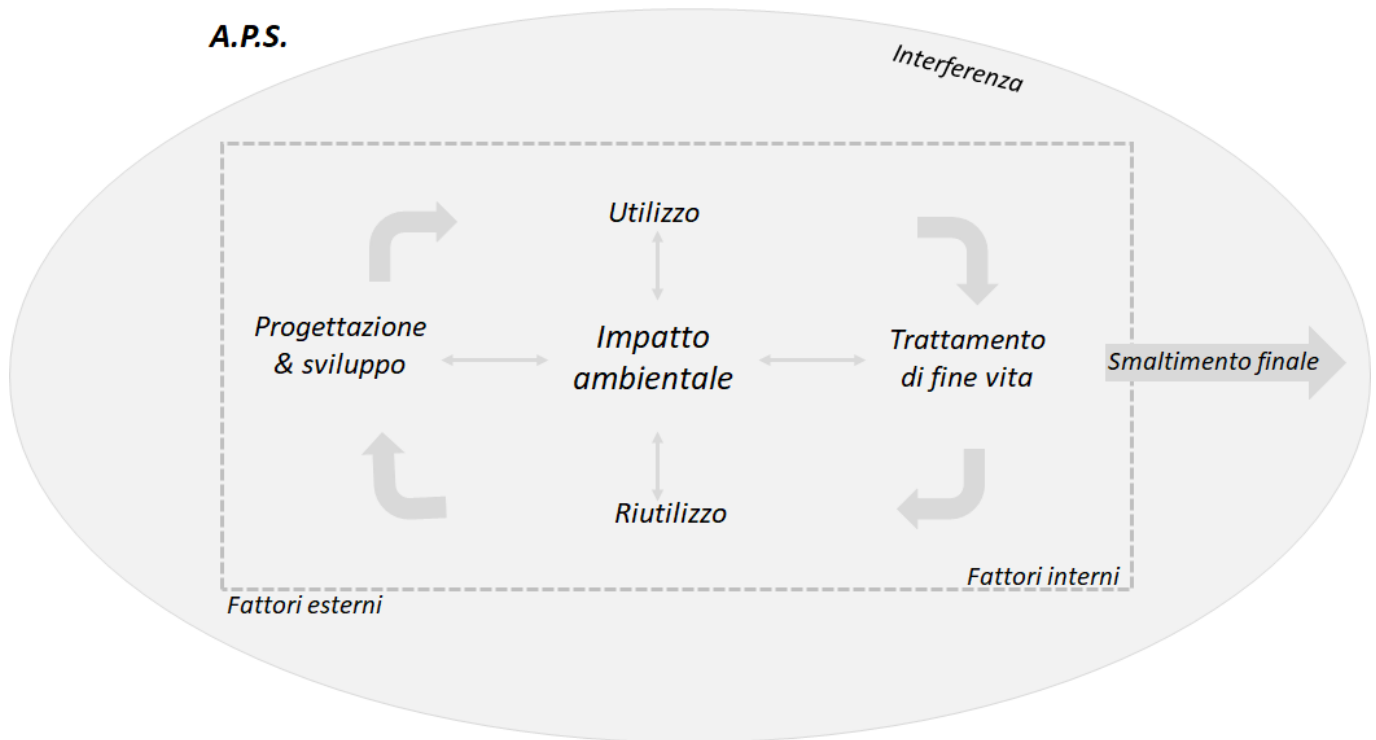 A.P.S.
Interferenza
Utilizzo
Progettazione
& sviluppo
Impatto
ambientale
Trattamento
di fine vita
Smaltimento finale
Riutilizzo
Fattori interni
Fattori esterni